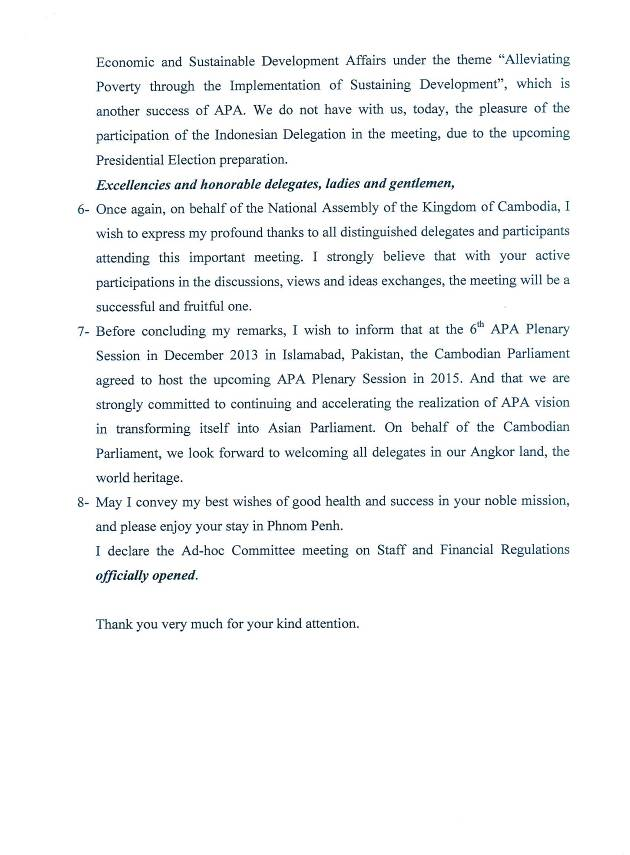 Economic and Sustainable Development Affairs under the theme “Alleviating
Poverty through the Implementation of Sustaining Development”, which is
another success of APA. We do not have with us, today, the pleasure of the
participation of the Indonesian Delegation in the meeting, due to the upcoming
Presidential Election preparation.
Excellencies and honorable delegates, ladies and gentlemen,
6- Once again, on behalf of the National Assembly of the Kingdom of Cambodia, I
wish to express my profound thanks to all distinguished delegates and participants
attending this important meeting. I strongly believe that with your active
participations in the discussions, views and ideas exchanges, the meeting will be a
successful and fruitful one.
7- Before concluding my remarks, I wish to inform that at the 6th APA Plenary
Session in December 2013 in Islamabad, Pakistan, the Cambodian Parliament
agreed to host the upcoming APA Plenary Session in 2015. And that we are
strongly committed to continuing and accelerating the realization of APA vision
in transforming itself into Asian Parliament. On behalf of the Cambodian
Parliament, we look forward to welcoming all delegates in our Angkor land, the
world heritage.
8- May I convey my best wishes of good health and success in your noble mission,
and please enjoy your stay in Phnom Penh.
I declare the Ad-hoc Committee meeting on Staff and Financial Regulations
officially opened.
Thank you very much for your kind attention.